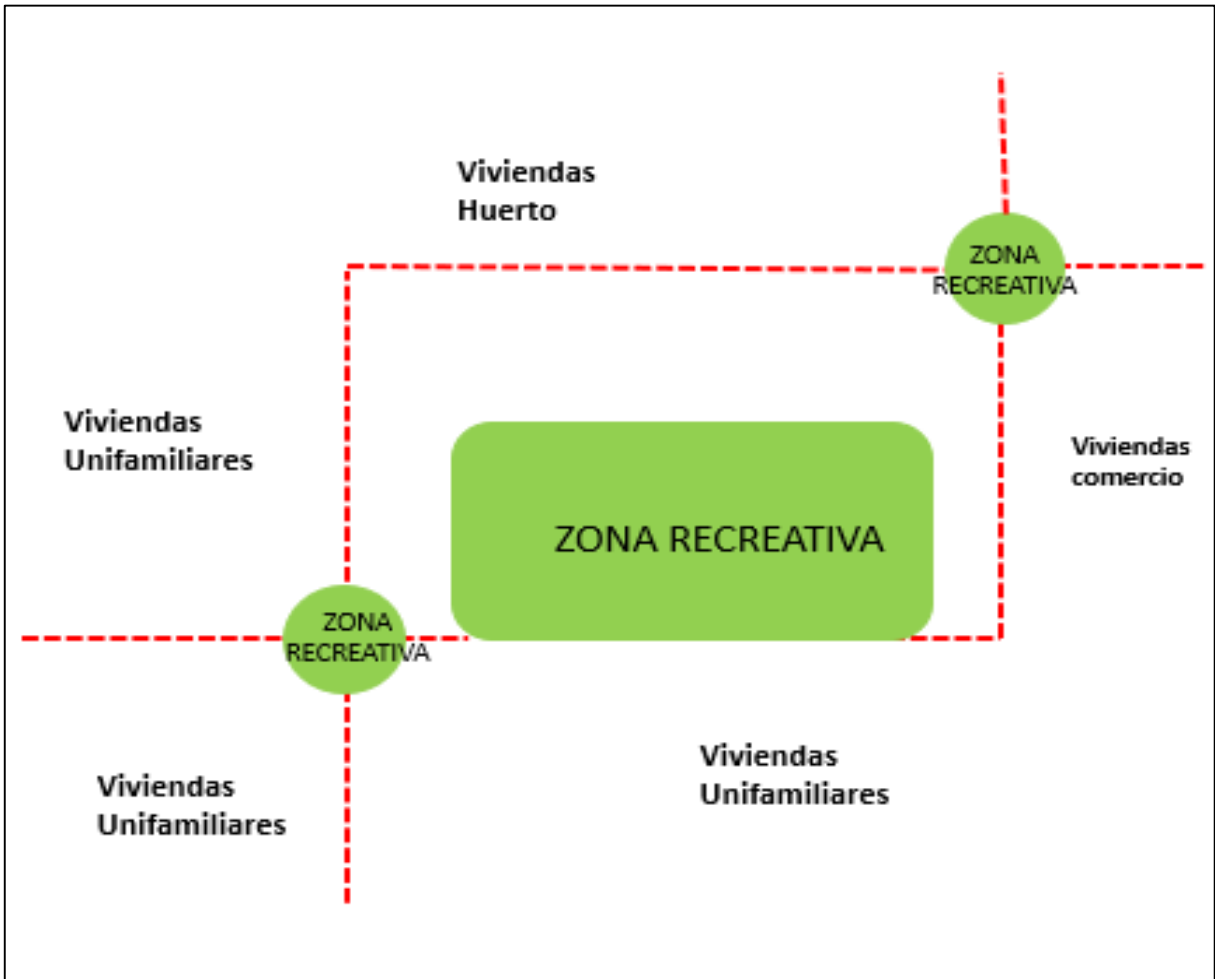 Viviendas
Huerto
ZONA
RECREATIVA
Viviendas
Unifamiliares
Viviendas
comercio
ZONA RECREATIVA
ZONA
RECREATIVA
Viviendas
Unifamiliares
Viviendas
Unifamiliares